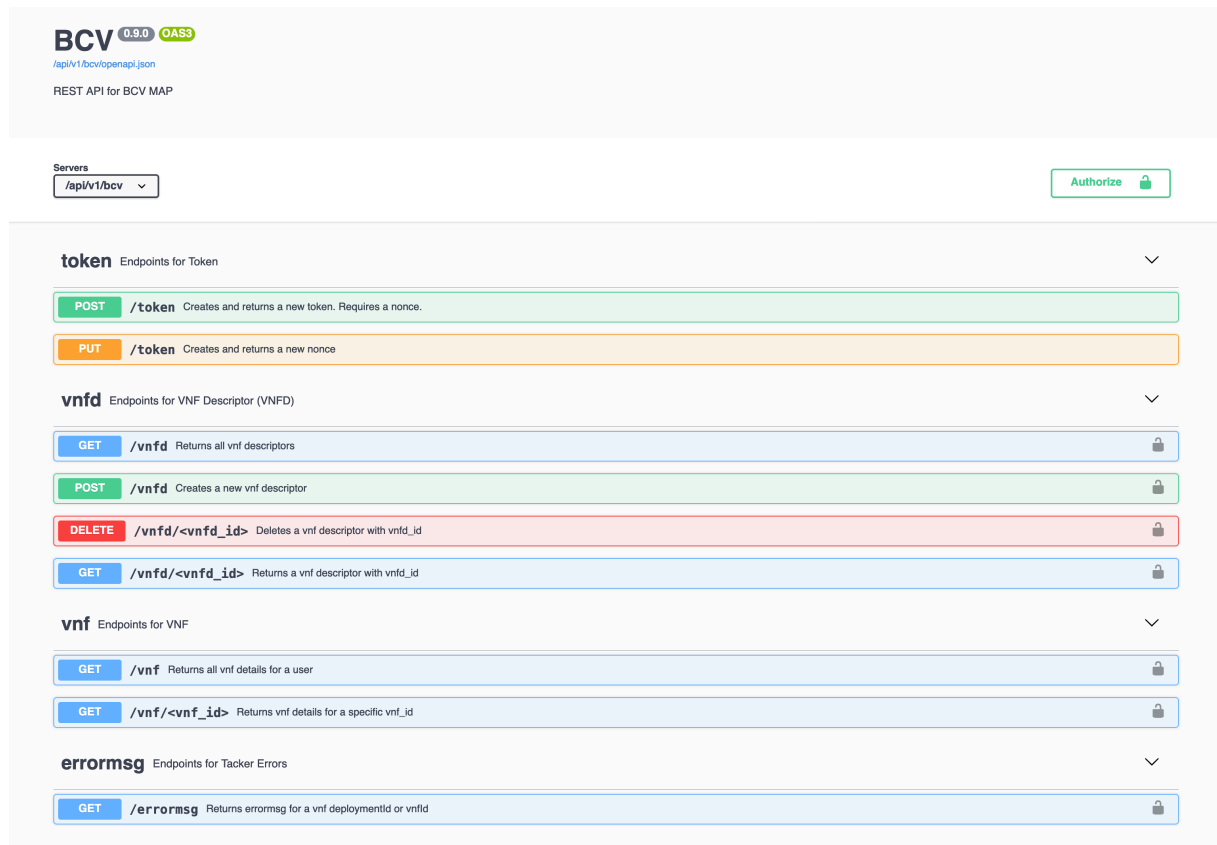 BCV 0.9.0 OAS3
/api/v1/bcv/openapi.json
REST API for BCV MAP
Servers
/api/v1/bcv
Authorize
token Endpoints for Token
POST /token Creates and returns a new token. Requires a nonce.
PUT /token Creates and returns a new nonce
vnfd Endpoints for VNF Descriptor (VNFD)
GET /vnfd Returns all vnf descriptors
POST /vnfd Creates a new vnf descriptor
DELETE /vnfd/<vnfd_id> Deletes a vnf descriptor with vnfd_id
GET /vnfd/<vnfd_id> Returns a vnf descriptor with vnfd_id
vnf Endpoints for VNF
GET /vnf Returns all vnf details for a user
GET /vnf/<vnf_id> Returns vnf details for a specific vnf_id
errormsg Endpoints for Tacker Errors
GET /errormsg Returns errormsg for a vnf deploymentId or vnfId